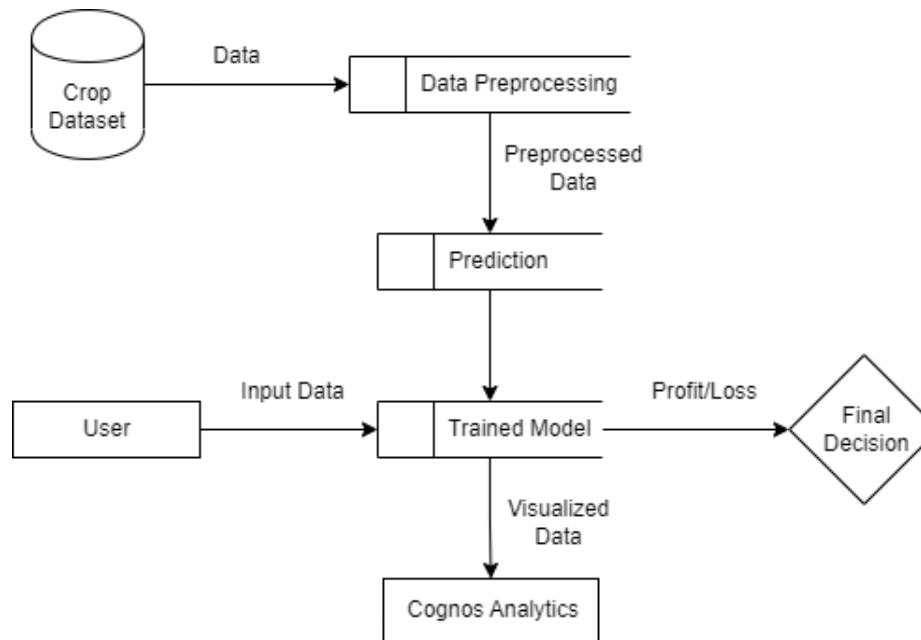 Data
Crop
Dataset
Data Preprocessing
Preprocessed
Data
Prediction
Input Data
Profit/Loss
User
Trained Model
Final
Decision
Visualized
Data
Cognos Analytics